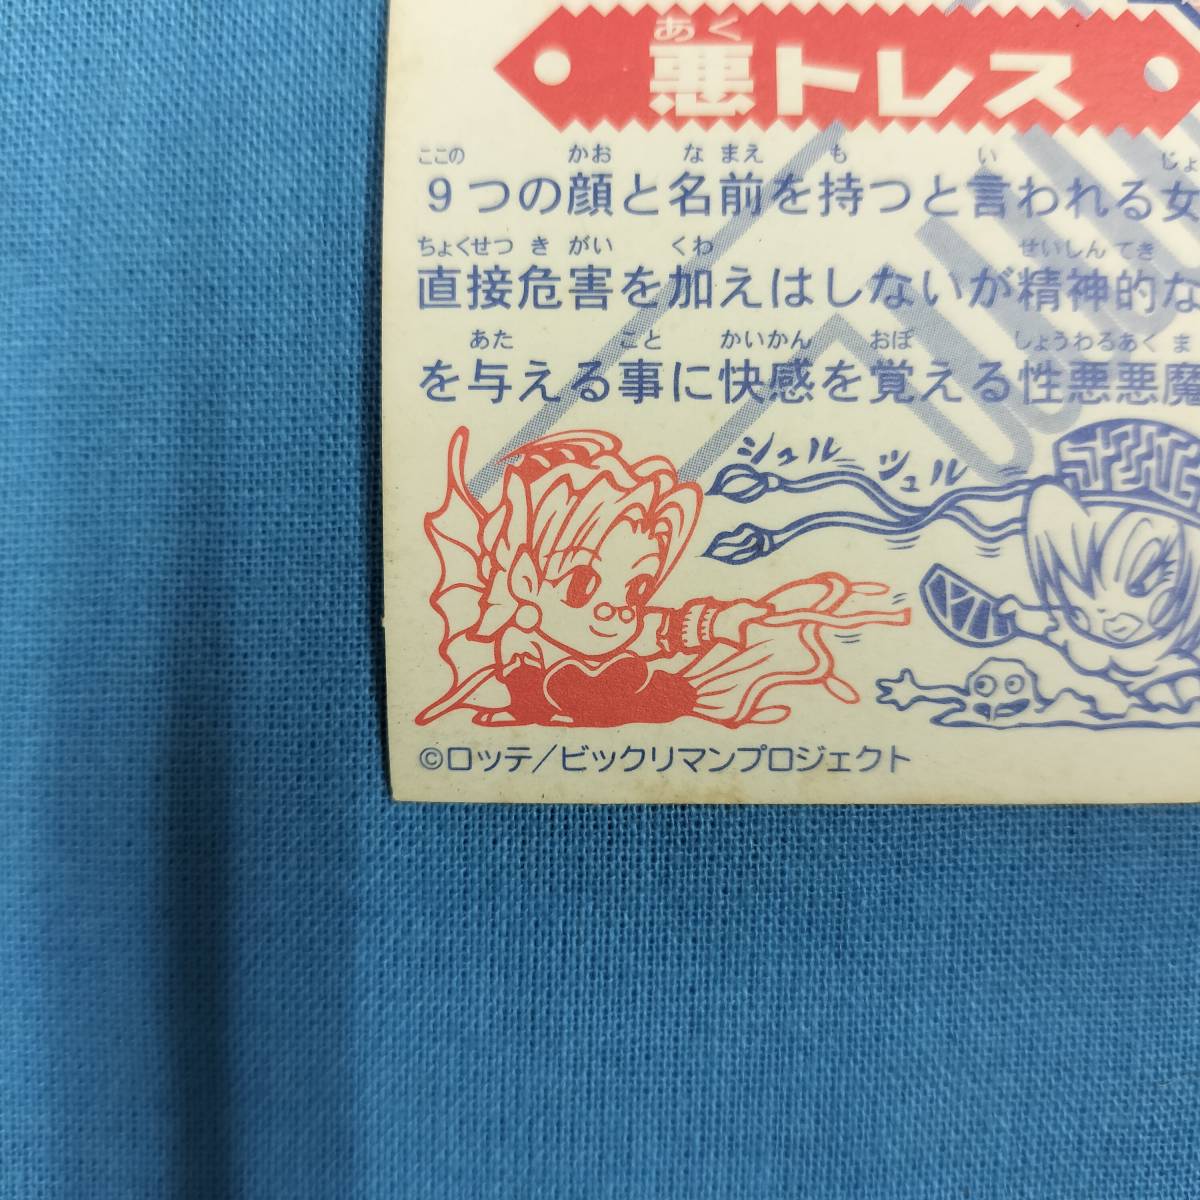 あく
悪トレス
ここの かお な まえ も い じょ
9つの顔と名前を持つと言われる女
ちょくせつ き がい くわ せいしん てき
直接危害を加えはしないが精神的な
あた こと かいかん おぼ しょうわるあく ま
を与える事に快感を覚える性悪悪魔
シュル ッシュル
©ロッテ/ビックリマンプロジェクト